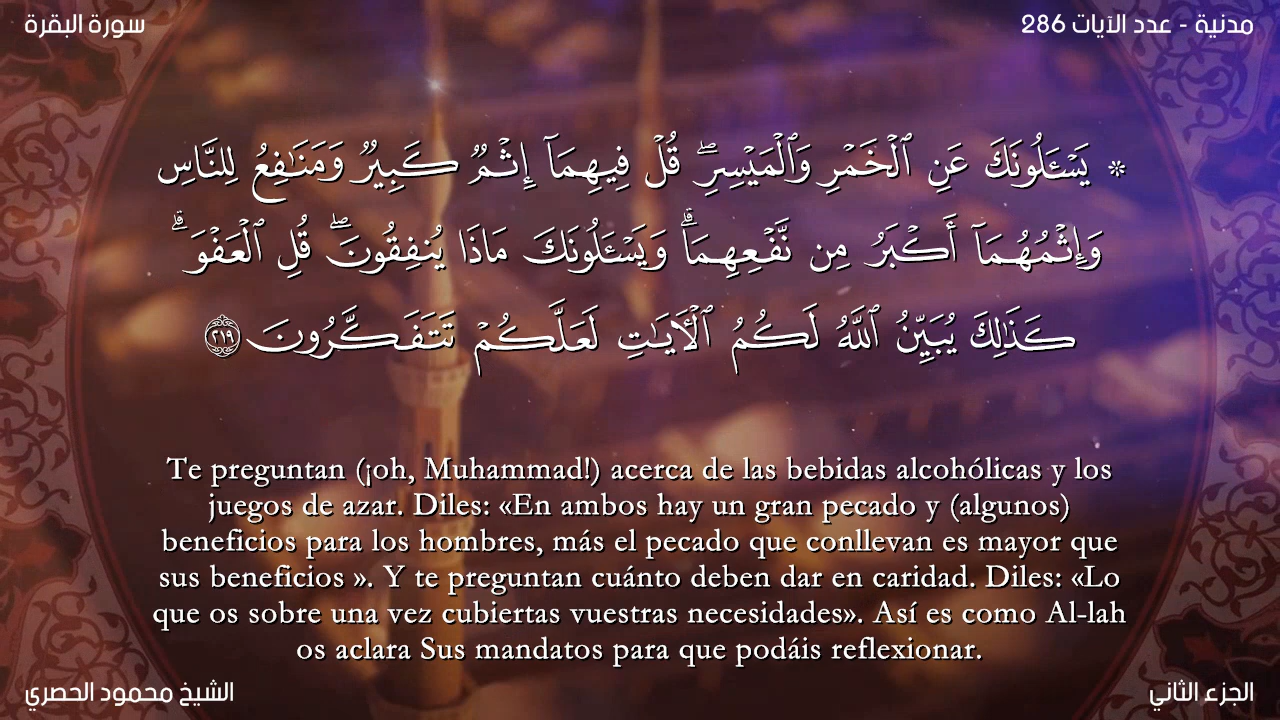 سورة البقرة
مدنية - عدد الآيات 286
۞ يَسْـَٔلُونَكَ عَنِ ٱلْخَمْرِ وَٱلْمَيْسِرِ ۖ قُلْ فِيهِمَآ إِثْمٌ كَبِيرٌ وَمَنَـٰفِعُ لِلنَّاسِ
وَإِثْمُهُمَآ أَكْبَرُ مِن نَّفْعِهِمَا ۗ وَيَسْـَٔلُونَكَ مَاذَا يُنفِقُونَ ۖ قُلِ ٱلْعَفْوَ ۗ
كَذَٰلِكَ يُبَيِّنُ ٱللَّهُ لَكُمُ ٱلْـَٔايَـٰتِ لَعَلَّكُمْ تَتَفَكَّرُونَ ٢١٩
Te preguntan (¡oh, Muhammad!) acerca de las bebidas alcohólicas y los
juegos de azar. Diles: «En ambos hay un gran pecado y (algunos)
beneficios para los hombres, más el pecado que conllevan es mayor que
sus beneficios ». Y te preguntan cuánto deben dar en caridad. Diles: «Lo
que os sobre una vez cubiertas vuestras necesidades». Así es como Al-lah
os aclara Sus mandatos para que podáis reflexionar.
الشيخ محمود الحصري
الجزء الثاني